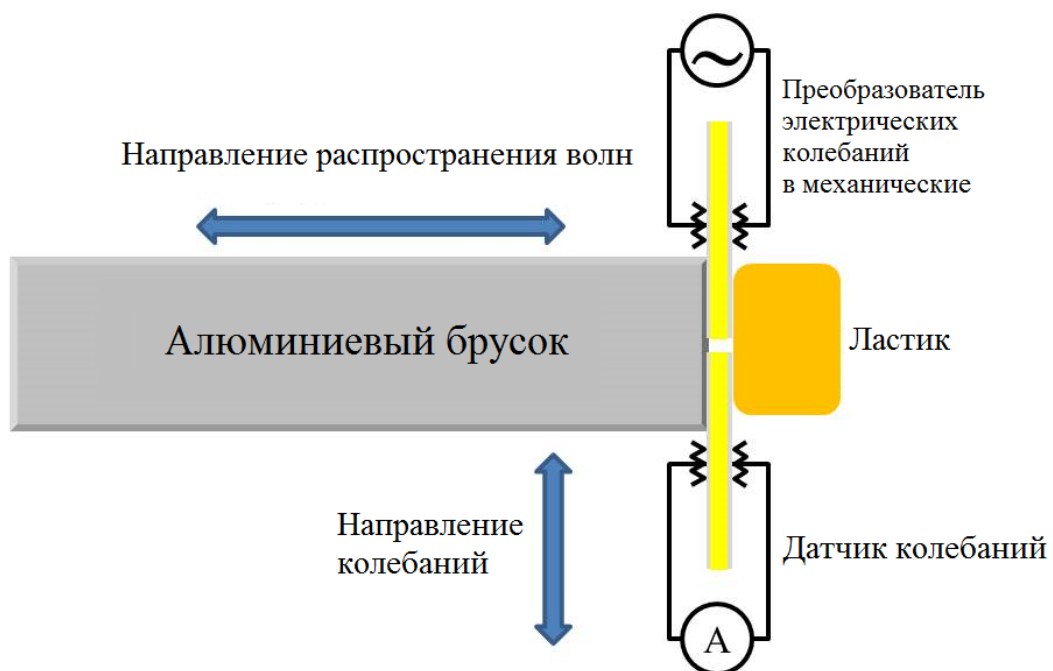 Преобразователь
электрических
колебаний
в механические
Направление распространения волн
Алюминиевый брусок
Ластик
Направление
колебаний
Датчик колебаний
A